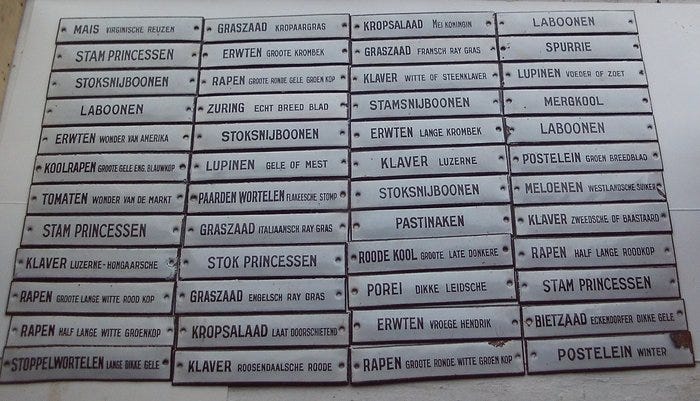 MAIS VIRGINISCHE REUZEN
STAM PRINCESSEN
STOKSNIJBOONEN
LABOONEN
ERWTEN WONDER VAN AMERIKA
KOOLRAPEN GROOTE GELE ENG. BLAUWKOP
TOMATEN WONDER VAN DE MARKT
STAM PRINCESSEN
KLAVER LUZERNE-HONGAARSCHE
RAPEN GROOTE LANGE WITTE ROOD KOP
RAPEN HALF LANGE WITTE GROENKOP
STOPPELWORTELEN LANGE DIKKE GELE
GRASZAAD KROPAARGRAS
ERWTEN GROOTE KROMBEK
RAPEN GROOTE RONDE GELE GROEN KOP
ZURING ECHT BREED BLAD
STOKSNIJBOONEN
LUPINEN GELE OF MEST
PAARDEN WORTELEN FLAKEESCHE STOMP
GRASZAAD ITALIAANSCH RAY GRAS
STOK PRINCESSEN
GRASZAAD ENGELSCH RAY GRAS
KROPSALAAD LAAT DOORSCHIETEND
KLAVER ROOSENDAALSCHE ROODE
KROPSALAAD MEI KONINGIN
GRASZAAD FRANSCH RAY GRAS
KLAVER WITTE OF STEENKLAVER
STAMSNIJBOONEN
ERWTEN LANGE KROMBEK
KLAVER LUZERNE
STOKSNIJBOONEN
PASTINAKEN
ROODE KOOL GROOTE LATE DONKERE
POREI DIKKE LEIDSCHE
ERWTEN VROEGE HENDRIK
RAPEN GROOTE RONDE WITTE GROEN KOP
LABOONEN
SPURRIE
LUPINEN VOEDER OF ZOET
MERGKOOL
LABOONEN
POSTELEIN GROEN BREEDBLAD
MELOENEN WESTLANDSCHE SUIKER
KLAVER ZWEEDSCHE OF BAASTAARD
RAPEN HALF LANGE ROODKOP
STAM PRINCESSEN
BIETZAAD ECKENDORFER DIKKE GELE
POSTELEIN WINTER